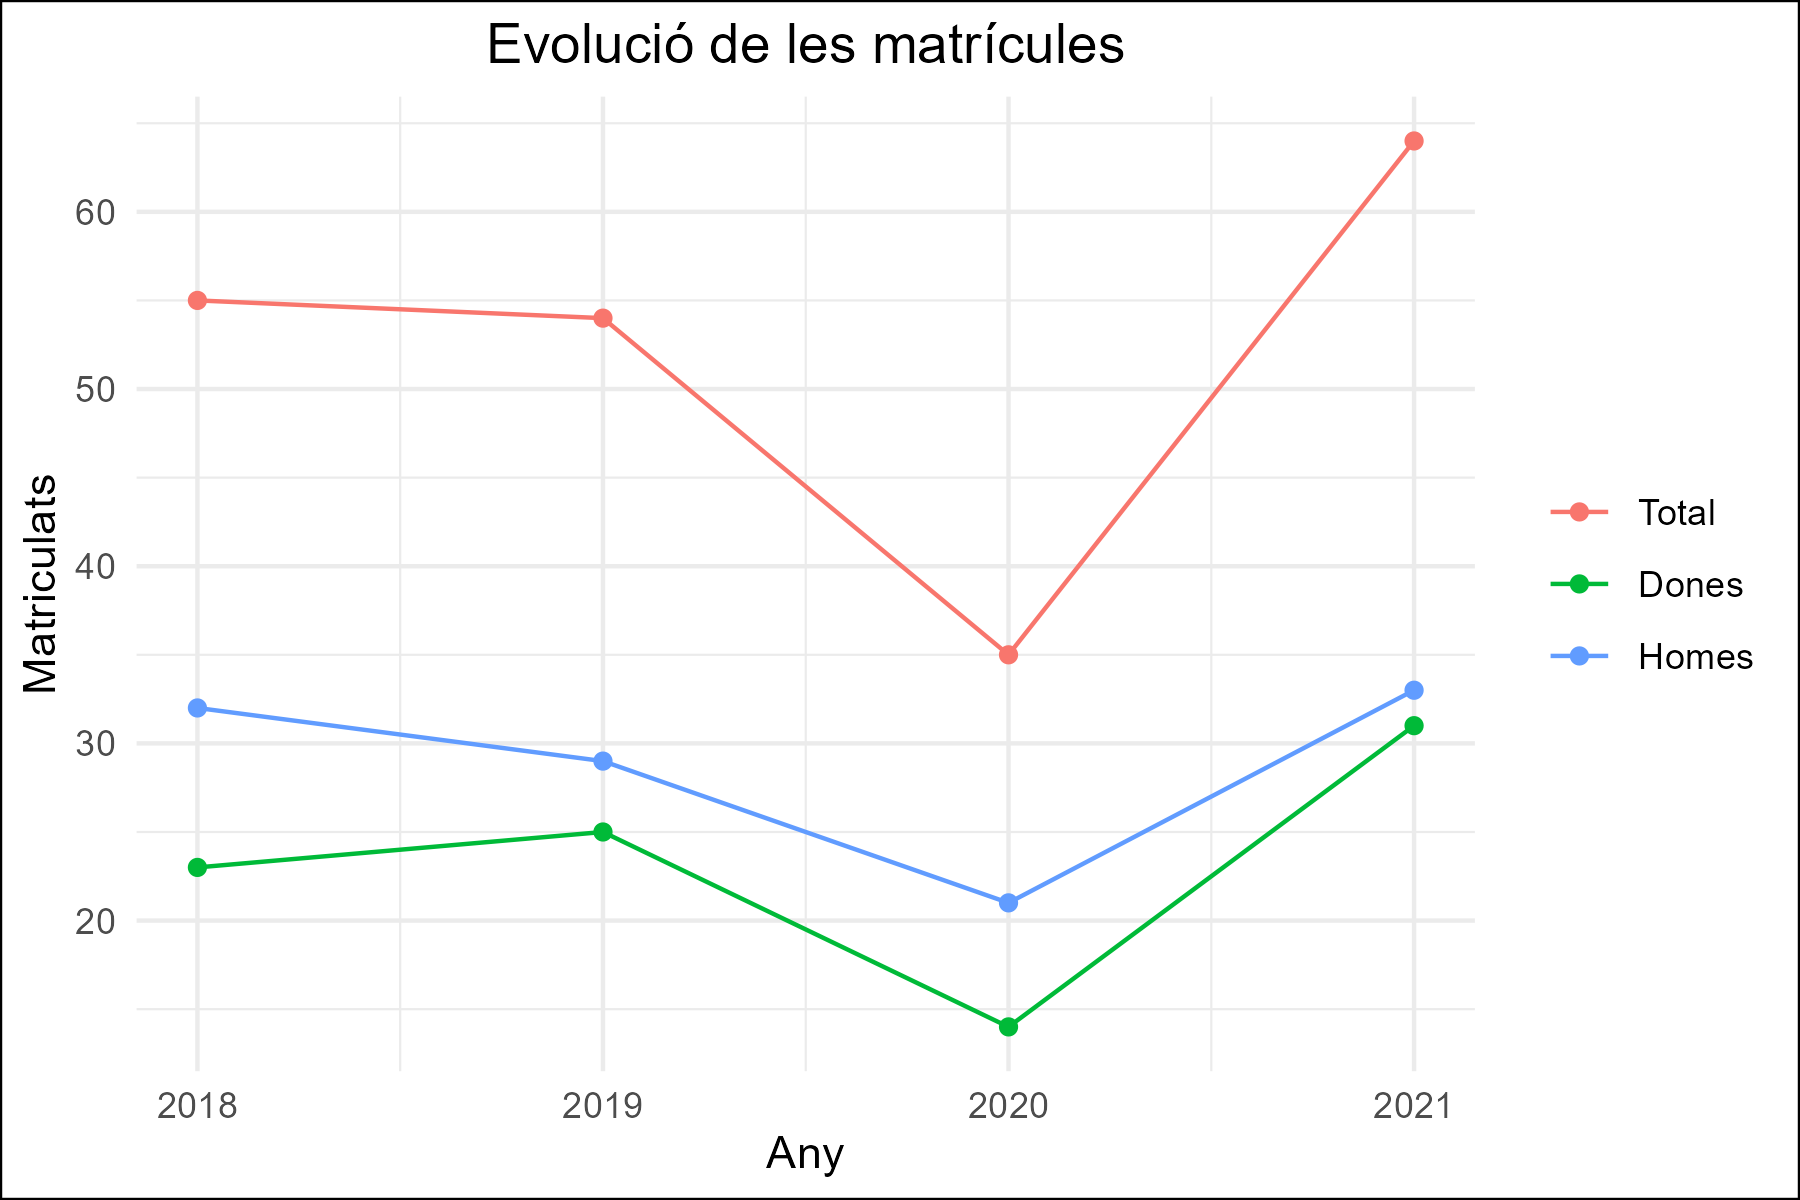 Evolució de les matrícules
60
50
40
30
20
Matriculats
2018 2019 2020 2021
Any
Total
Dones
Homes